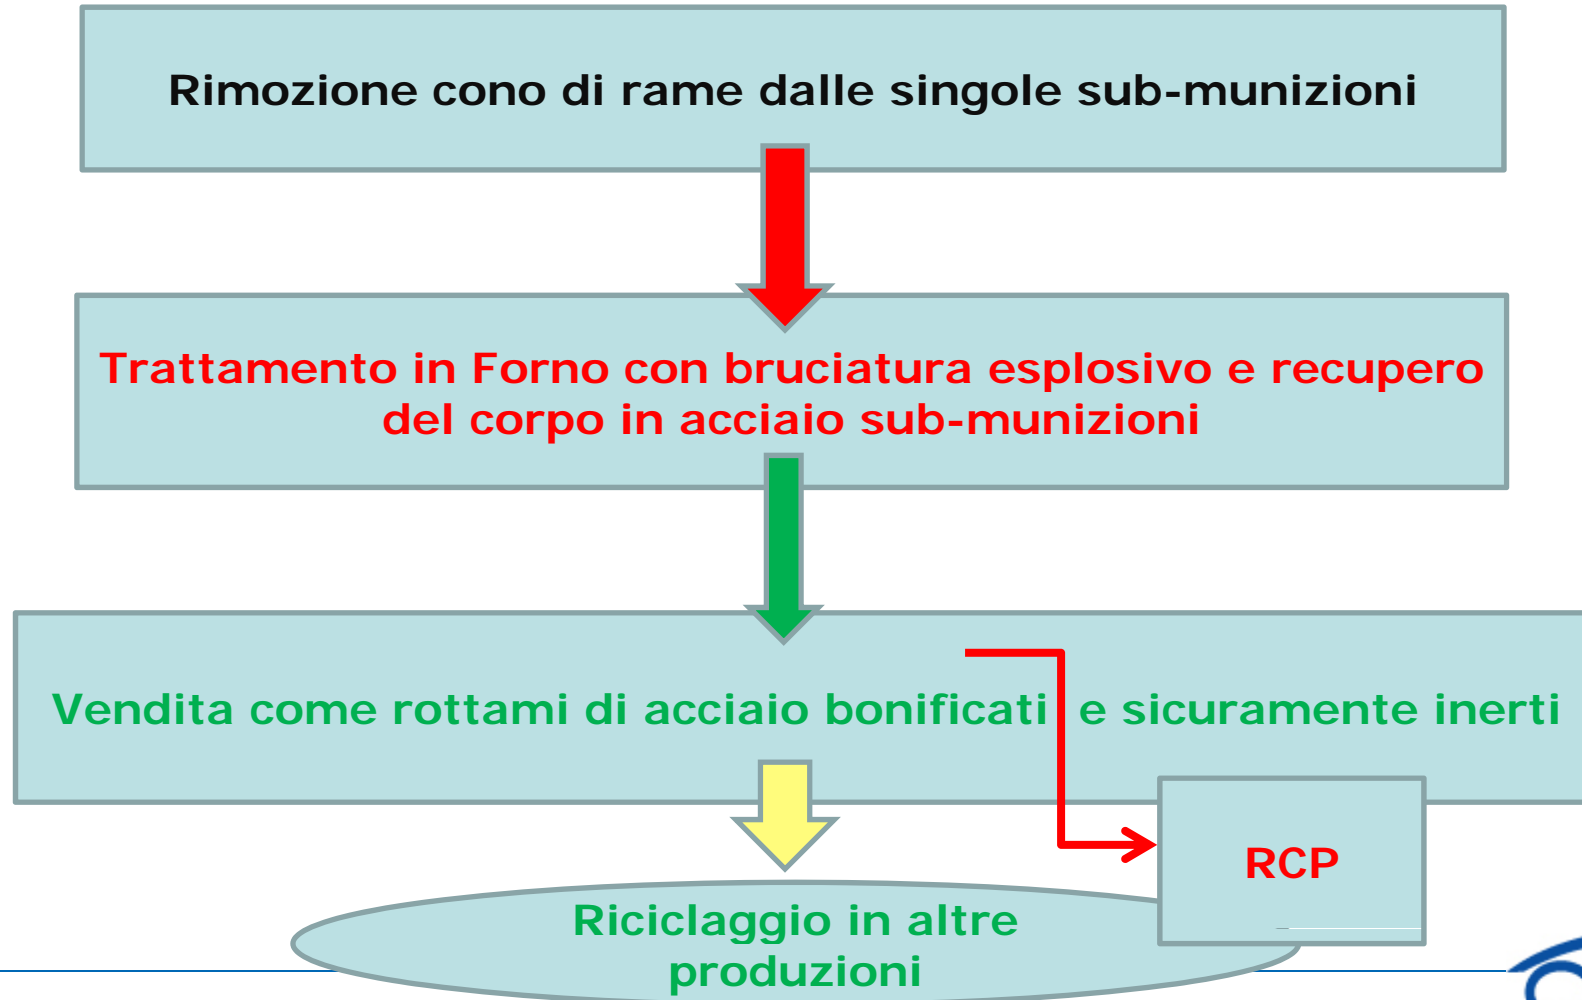 Rimozione cono di rame dalle singole sub-munizioni
Trattamento in Forno con bruciatura esplosivo e recupero
del corpo in acciaio sub-munizioni
Vendita come rottami di acciaio bonificati e sicuramente inerti
RCP
Riciclaggio in altre
produzioni